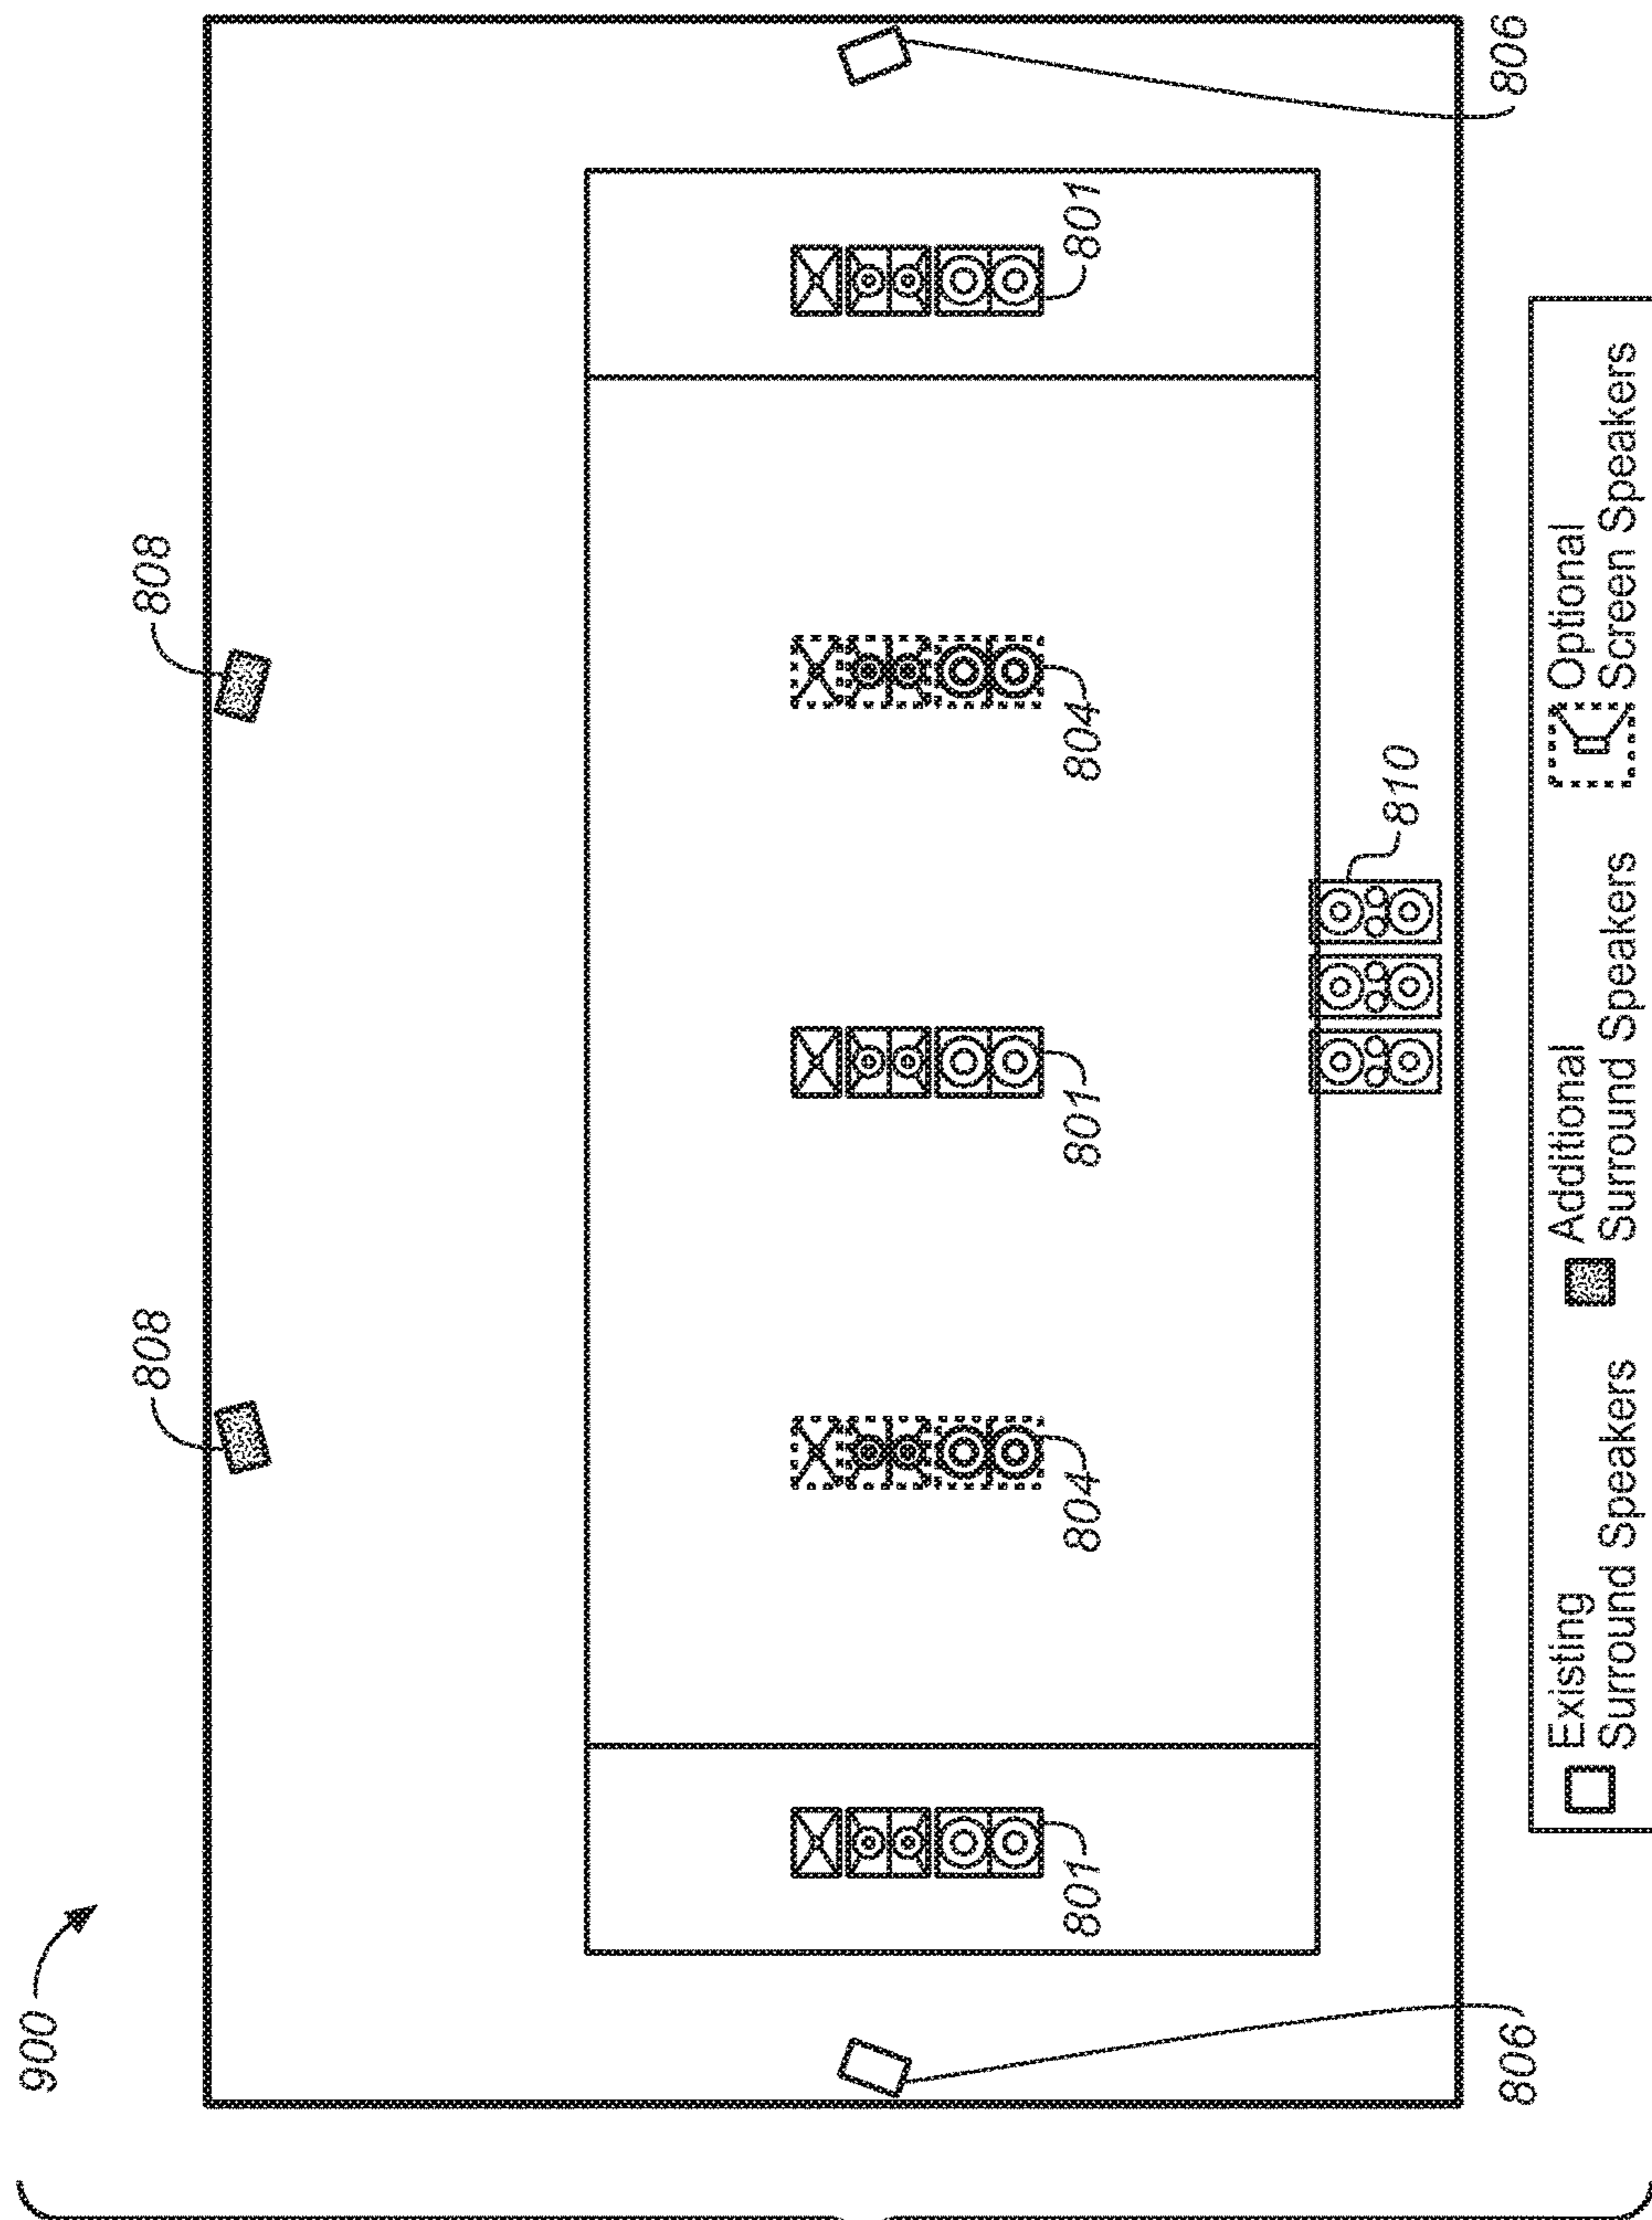 900
808
808
801
804
801
804
801
810
806
806
Existing
Surround Speakers
Additional
Surround Speakers
Optional
Screen Speakers